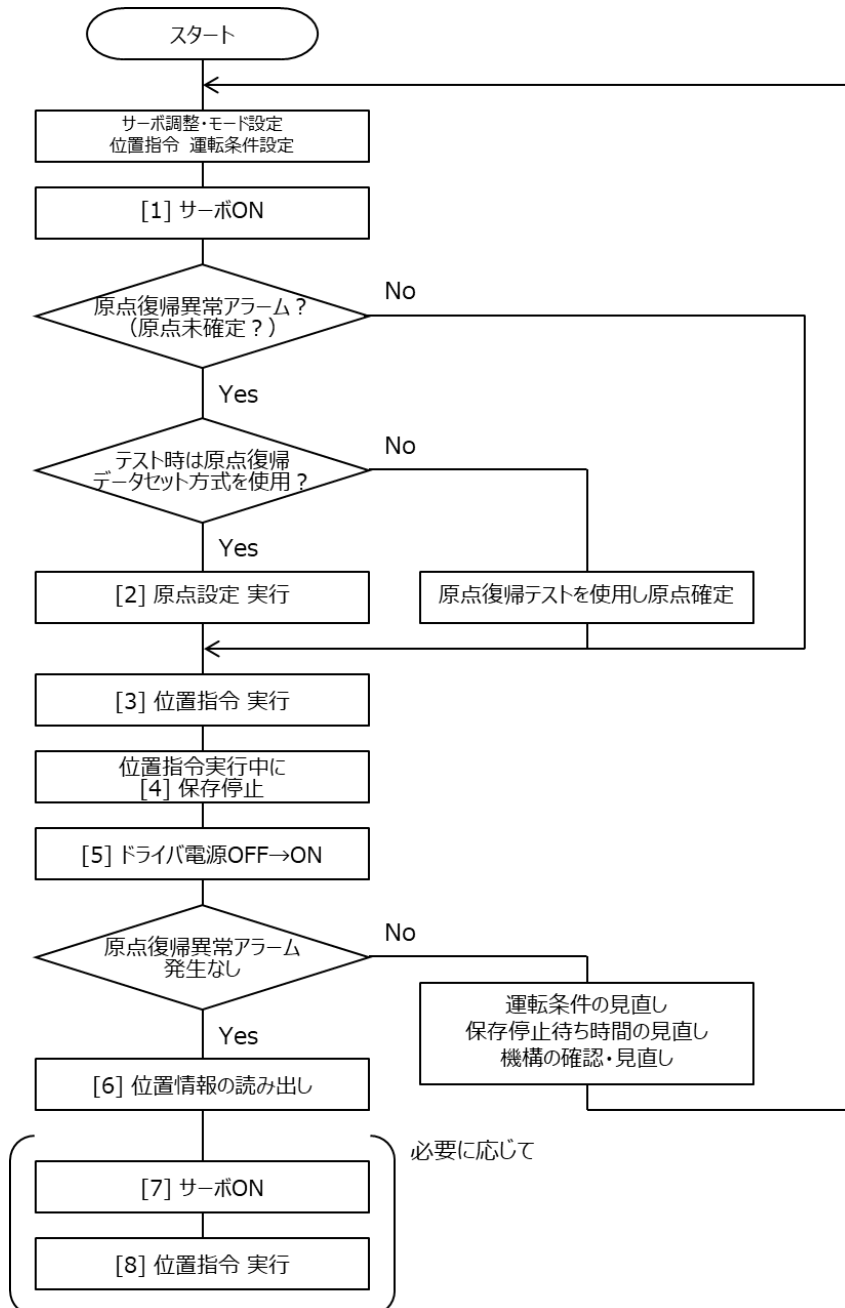 スタート
サーボ調整・モード設定
位置指令 運転条件設定
[1] サーボON
原点復帰異常アラーム？
（原点未確定？）
No
Yes
テスト時は原点復帰
データセット方式を使用？
No
Yes
[2] 原点設定 実行
原点復帰テストを使用し原点確定
[3] 位置指令 実行
位置指令実行中に
[4] 保存停止
[5] ドライバ電源OFF→ON
原点復帰異常アラーム
発生なし
No
運転条件の見直し
保存停止待ち時間の見直し
機構の確認・見直し
Yes
[6] 位置情報の読み出し
必要に応じて
[7] サーボON
[8] 位置指令 実行